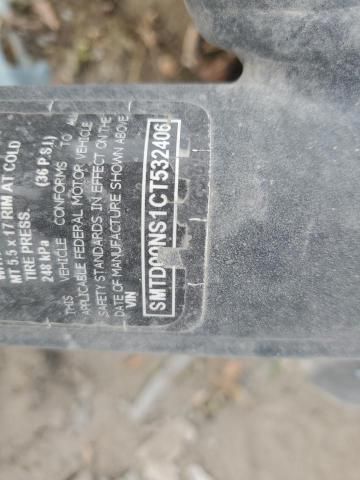 MT 5.5 x 17 RIM AT COLD
TIRE PRESS. (36 P.S.I)
248 kPa
THIS VEHICLE CONFORMS TO ALL
APPLICABLE FEDERAL MOTOR VEHICLE
SAFETY STANDARDS IN EFFECT ON THE
DATE OF MANUFACTURE SHOWN ABOVE
VIN
SMTD00NS1CT532406